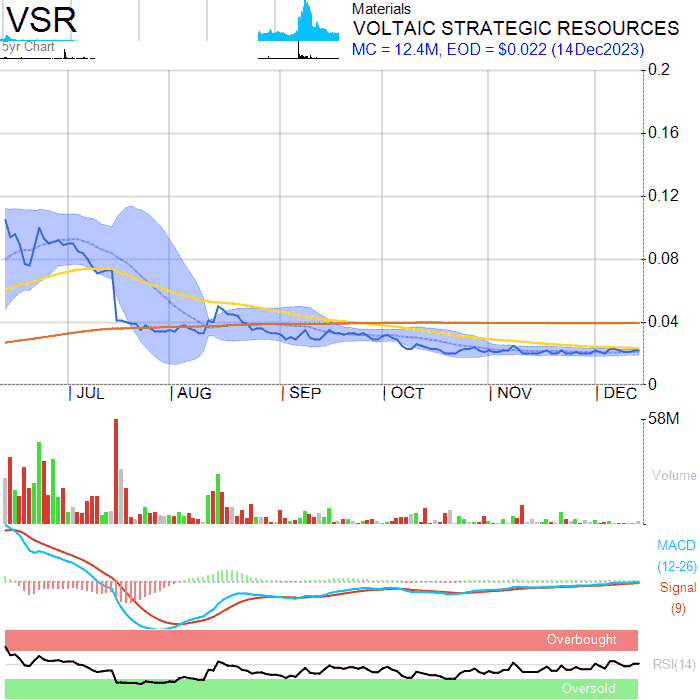 VSR
5yr Chart
Materials
VOLTAIC STRATEGIC RESOURCES
MC = 12.4M, EOD = $0.022 (14Dec2023)
0.2
0.16
0.12
0.08
0.04
0
JUL AUG SEP OCT NOV DEC
58M
Volume
MACD
(12-26)
Signal
(9)
Overbought
RSI(14)
Oversold